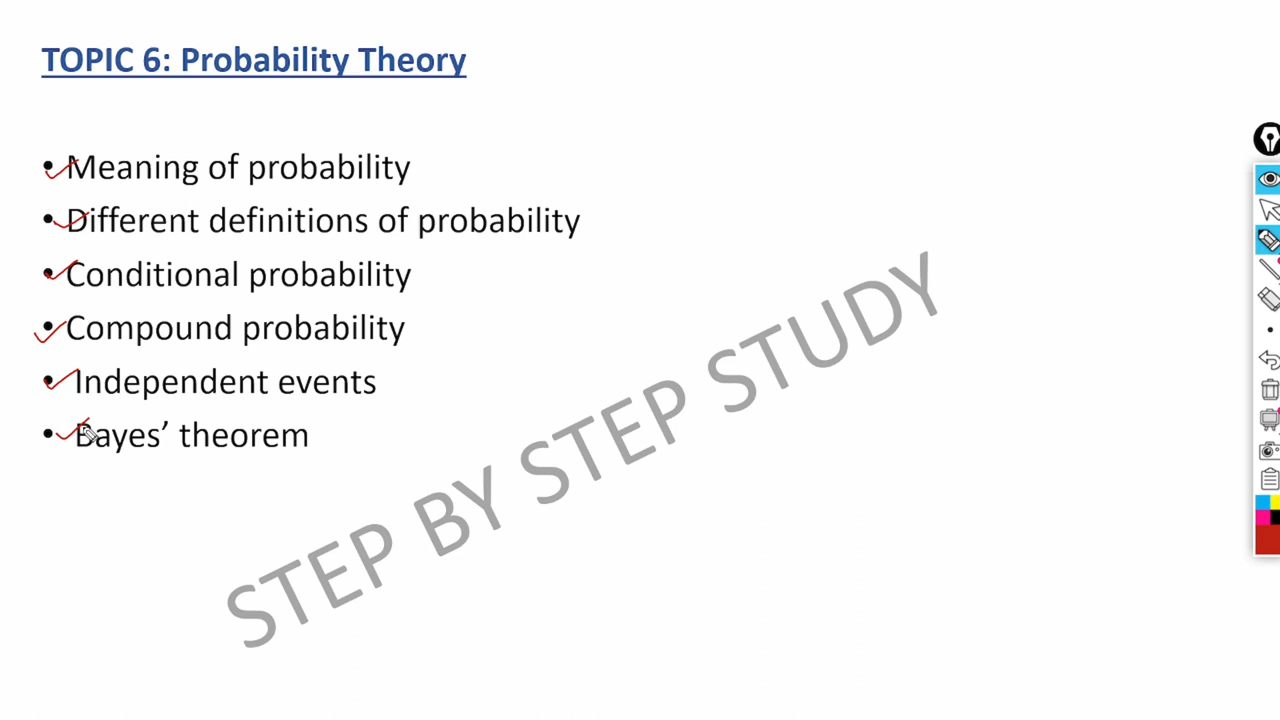 TOPIC 6: Probability Theory
• Meaning of probability
• Different definitions of probability
• Conditional probability
• Compound probability
• Independent events
• Bayes’ theorem
STEP BY STEP STUDY